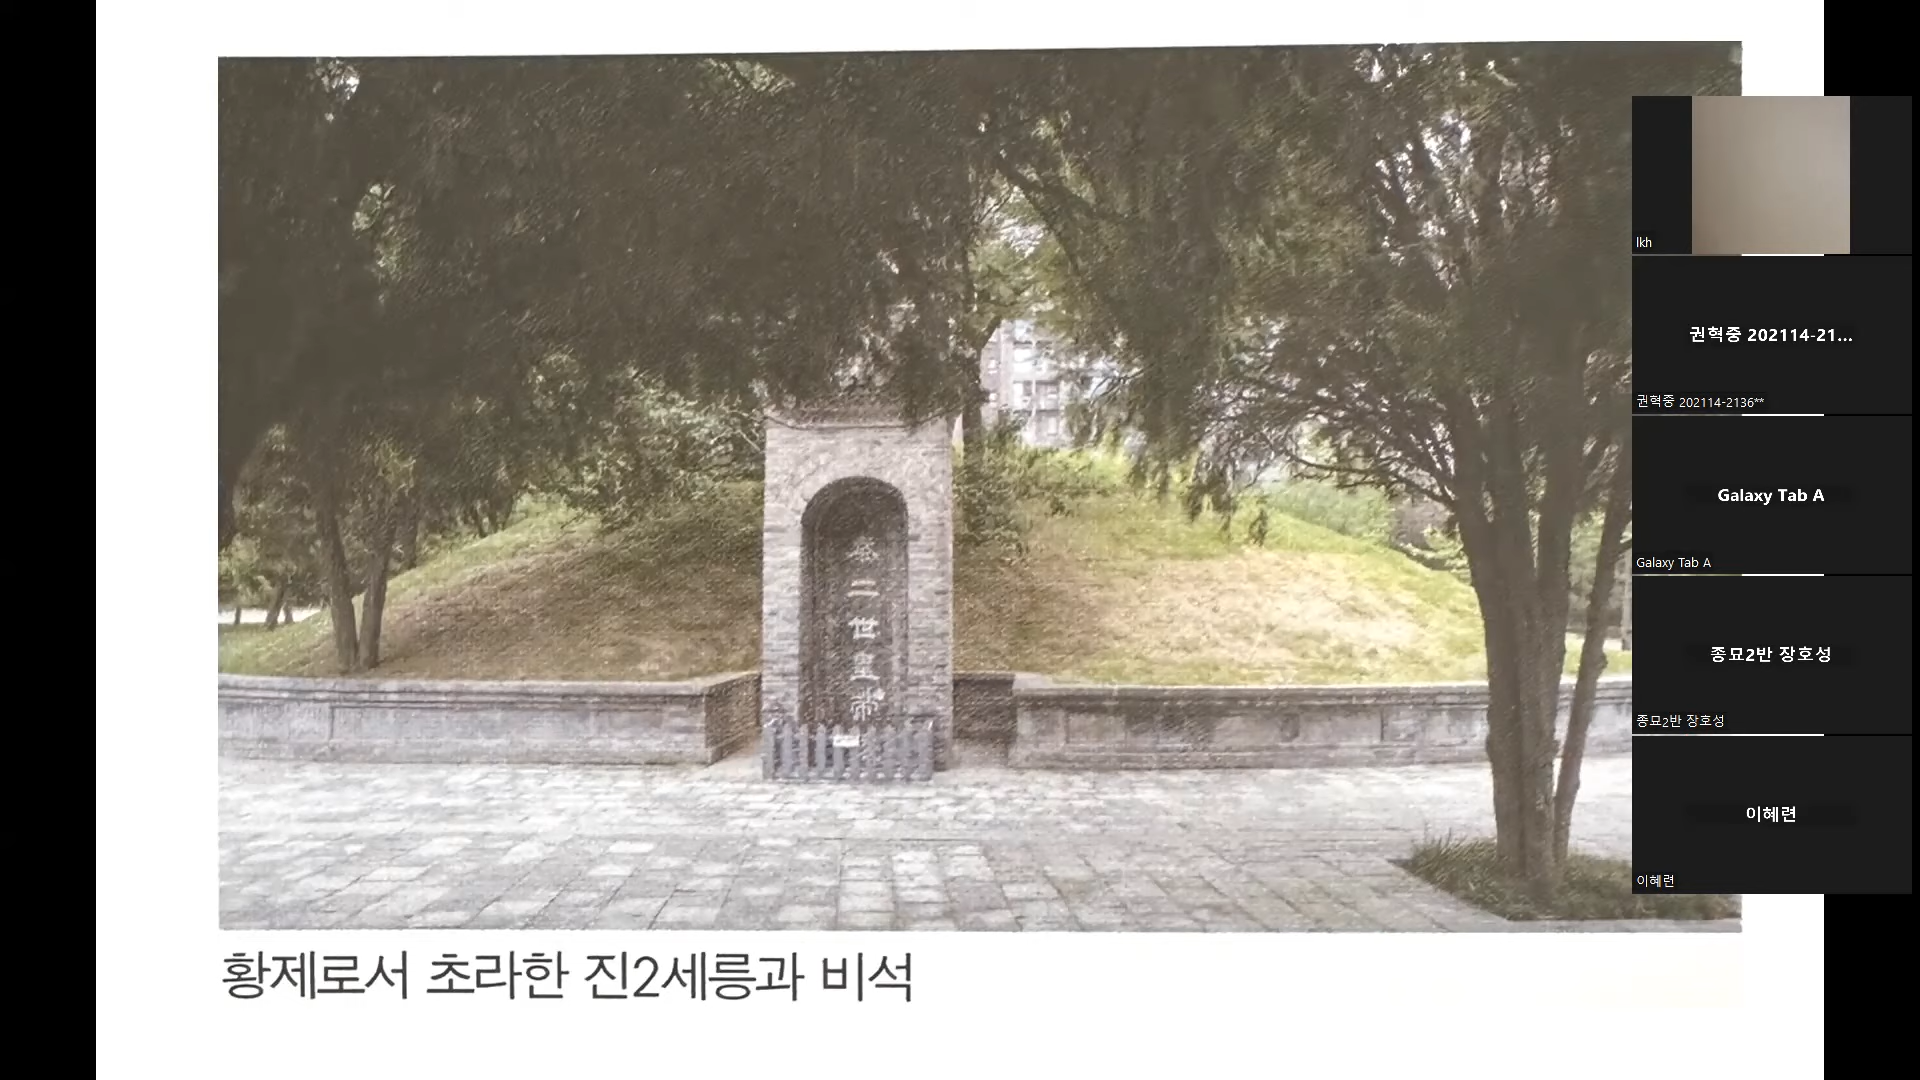 秦二世皇帝
황제로서 초라한 진2세릉과 비석
lkh
권혁중 202114-21...
권혁중 202114-2136**
Galaxy Tab A
Galaxy Tab A
종묘2반 장호성
종묘2반 장호성
이혜련
이혜련